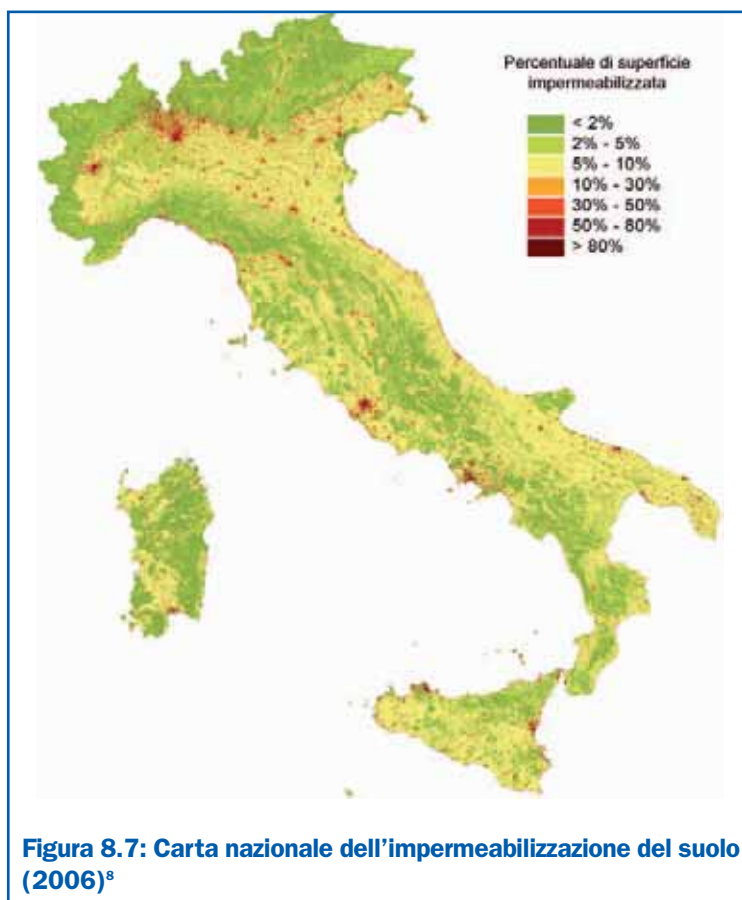 Percentuale di superficie
impermeabilizzata
< 2%
2% - 5%
5% - 10%
10% - 30%
30% - 50%
50% - 80%
> 80%
Figura 8.7: Carta nazionale dell'impermeabilizzazione del suolo
(2006)⁸